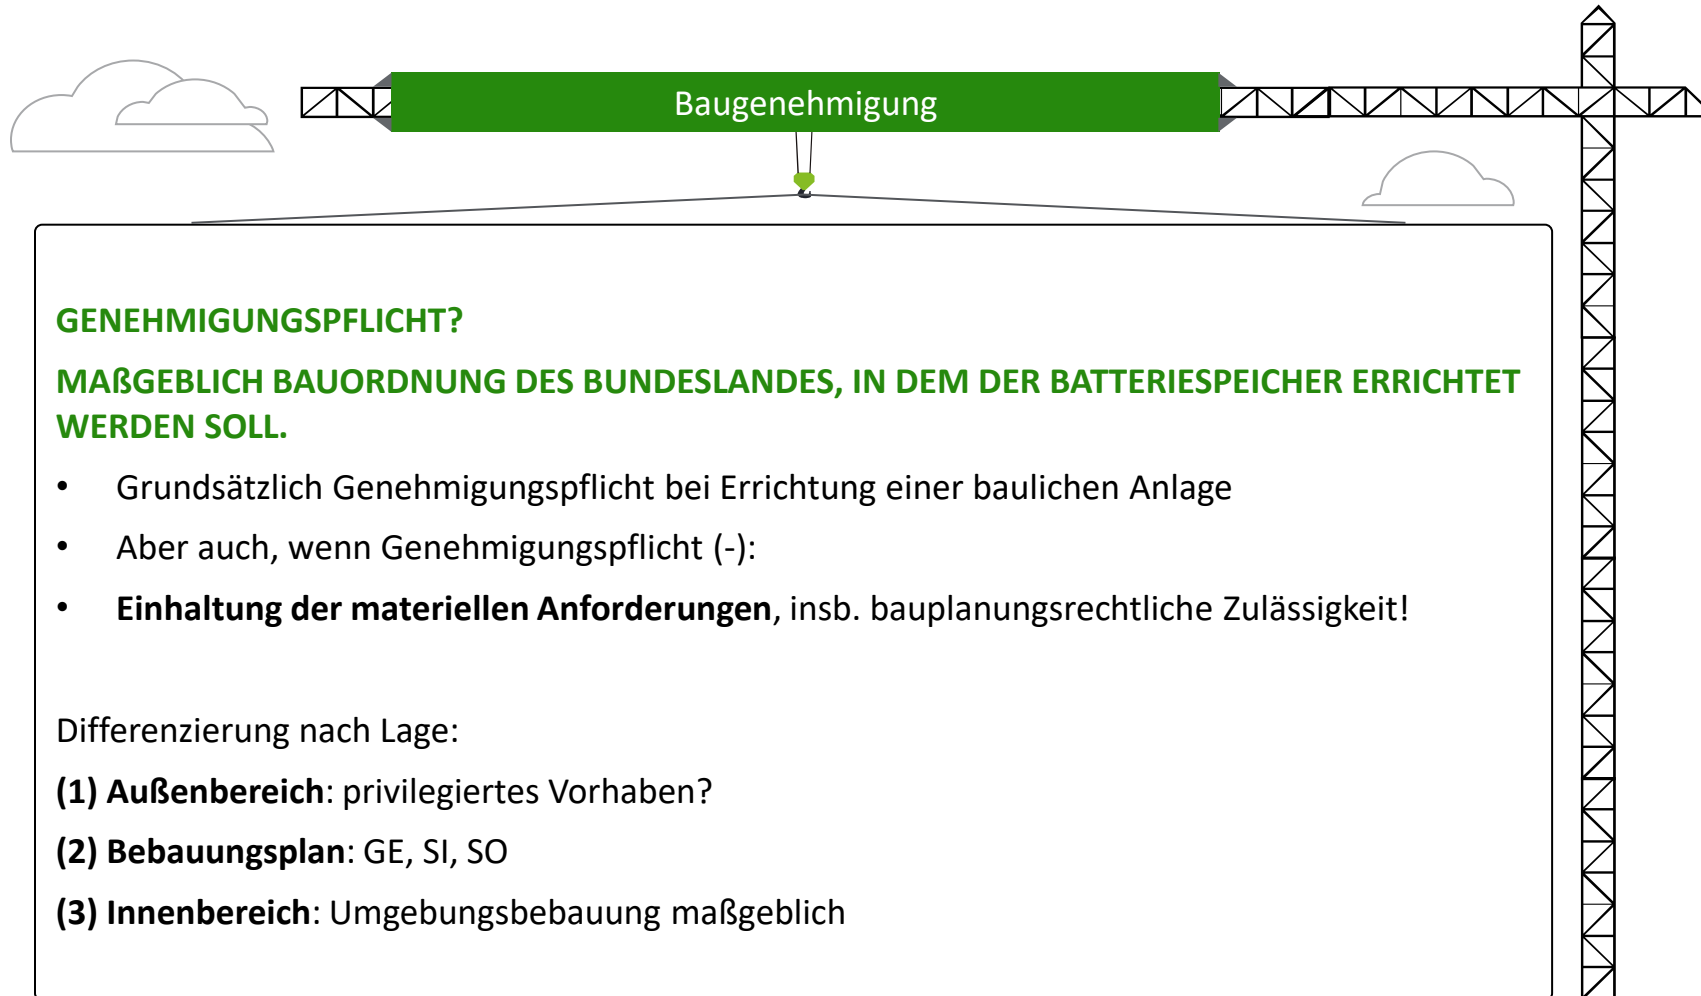 Baugenehmigung
GENEHMIGUNGSPFLICHT?
MAßGEBLICH BAUORDNUNG DES BUNDESLANDES, IN DEM DER BATTERIESPEICHER ERRICHTET
WERDEN SOLL.
• Grundsätzlich Genehmigungspflicht bei Errichtung einer baulichen Anlage
• Aber auch, wenn Genehmigungspflicht (-):
• Einhaltung der materiellen Anforderungen, insb. bauplanungsrechtliche Zulässigkeit!
Differenzierung nach Lage:
(1) Außenbereich: privilegiertes Vorhaben?
(2) Bebauungsplan: GE, SI, SO
(3) Innenbereich: Umgebungsbebauung maßgeblich